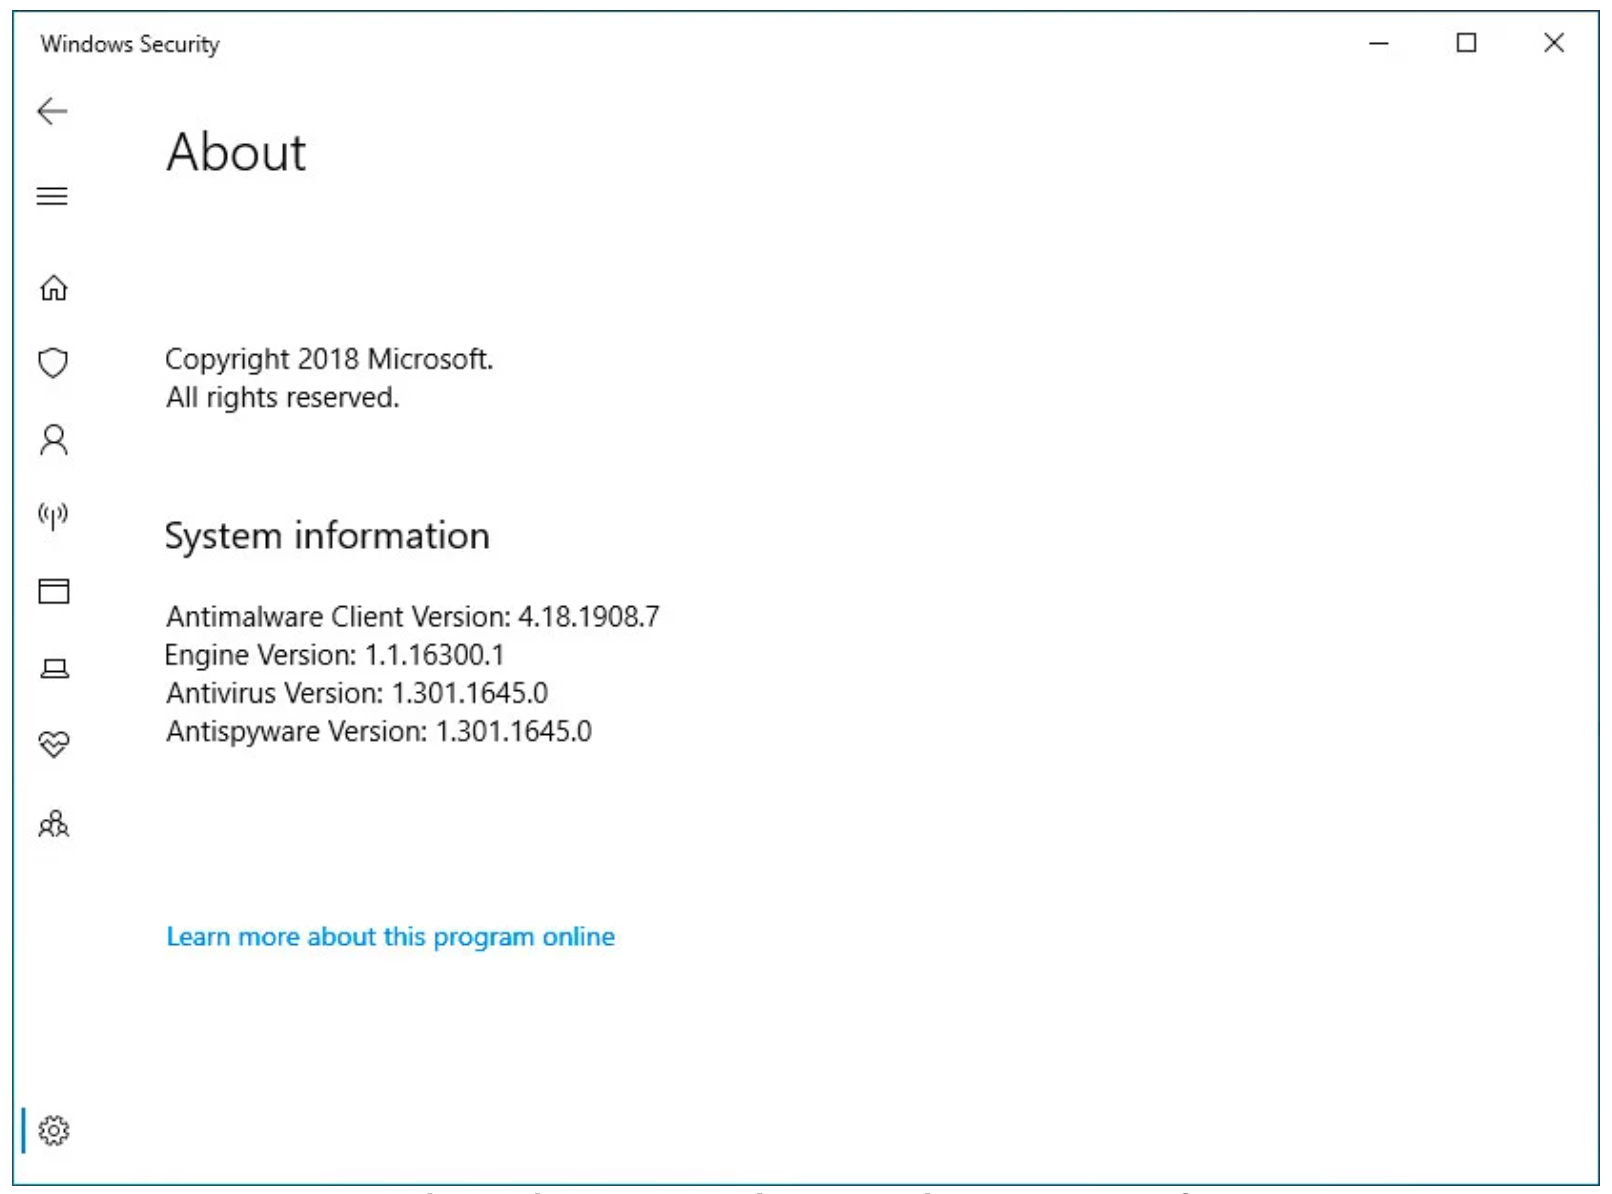 Windows Security
About
Copyright 2018 Microsoft.
All rights reserved.
System information
Antimalware Client Version: 4.18.1908.7
Engine Version: 1.1.16300.1
Antivirus Version: 1.301.1645.0
Antispyware Version: 1.301.1645.0
Learn more about this program online